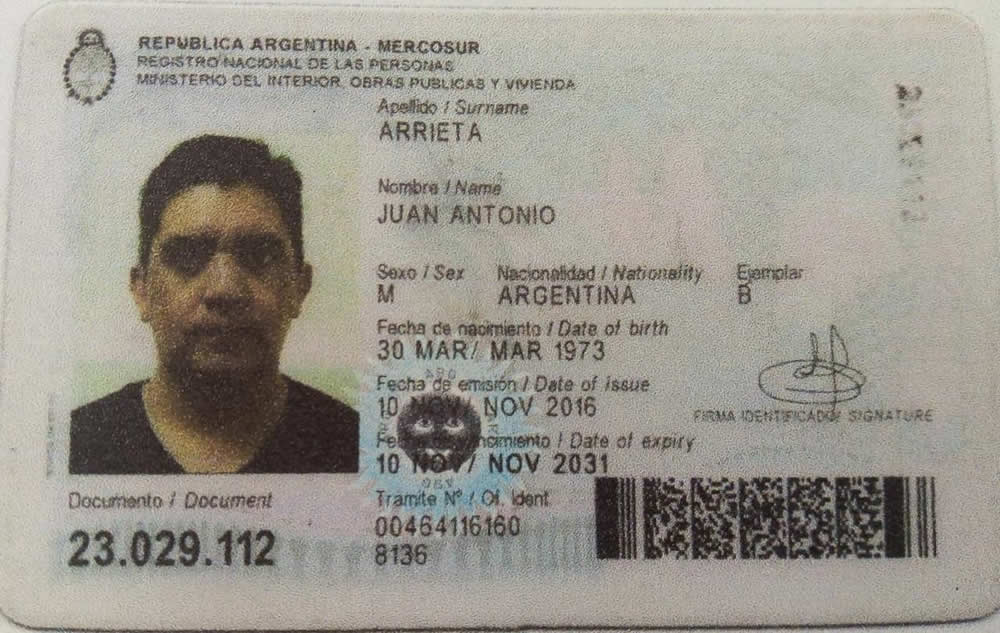 REPUBLICA ARGENTINA - MERCOSUR
REGISTRO NACIONAL DE LAS PERSONAS
MINISTERIO DEL INTERIOR, OBRAS PUBLICAS Y VIVIENDA
Apellido / Surname
ARRIETA
Nombre / Name
JUAN ANTONIO
Sexo / Sex Nacionalidad / Nationality Ejemplar
M ARGENTINA B
Fecha de nacimiento / Date of birth
30 MAR/ MAR 1973
Fecha de emisión / Date of issue
10 NOV/ NOV 2016
FIRMA IDENTIFICADO/ SIGNATURE
Fecha de vencimiento / Date of expiry
10 NOV/ NOV 2031
Documento / Document
Tramite Nº / Of. Ident.
23.029.112
00464116160
8136